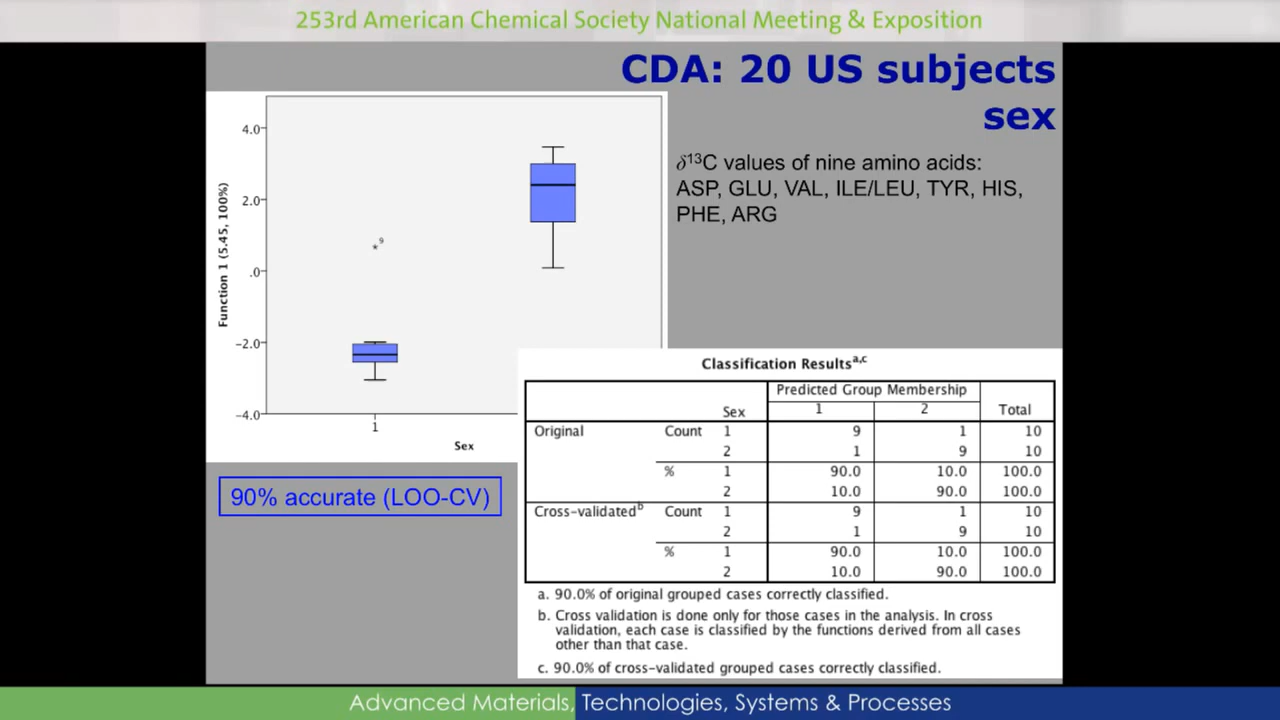 253rd American Chemical Society National Meeting & Exposition
CDA: 20 US subjects
sex
δ13C values of nine amino acids:
ASP, GLU, VAL, ILE/LEU, TYR, HIS,
PHE, ARG
Function 1 (5.45, 100%)
4.0
2.0
.0
−2.0
−4.0
*9
1
Sex
90% accurate (LOO-CV)
Classification Resultsa,c
Predicted Group Membership
Sex 1 2 Total
Original Count 1 9 1 10
2 1 9 10
% 1 90.0 10.0 100.0
2 10.0 90.0 100.0
Cross-validatedb Count 1 9 1 10
2 1 9 10
% 1 90.0 10.0 100.0
2 10.0 90.0 100.0
a. 90.0% of original grouped cases correctly classified.
b. Cross validation is done only for those cases in the analysis. In cross
validation, each case is classified by the functions derived from all cases
other than that case.
c. 90.0% of cross-validated grouped cases correctly classified.
Advanced Materials, Technologies, Systems & Processes